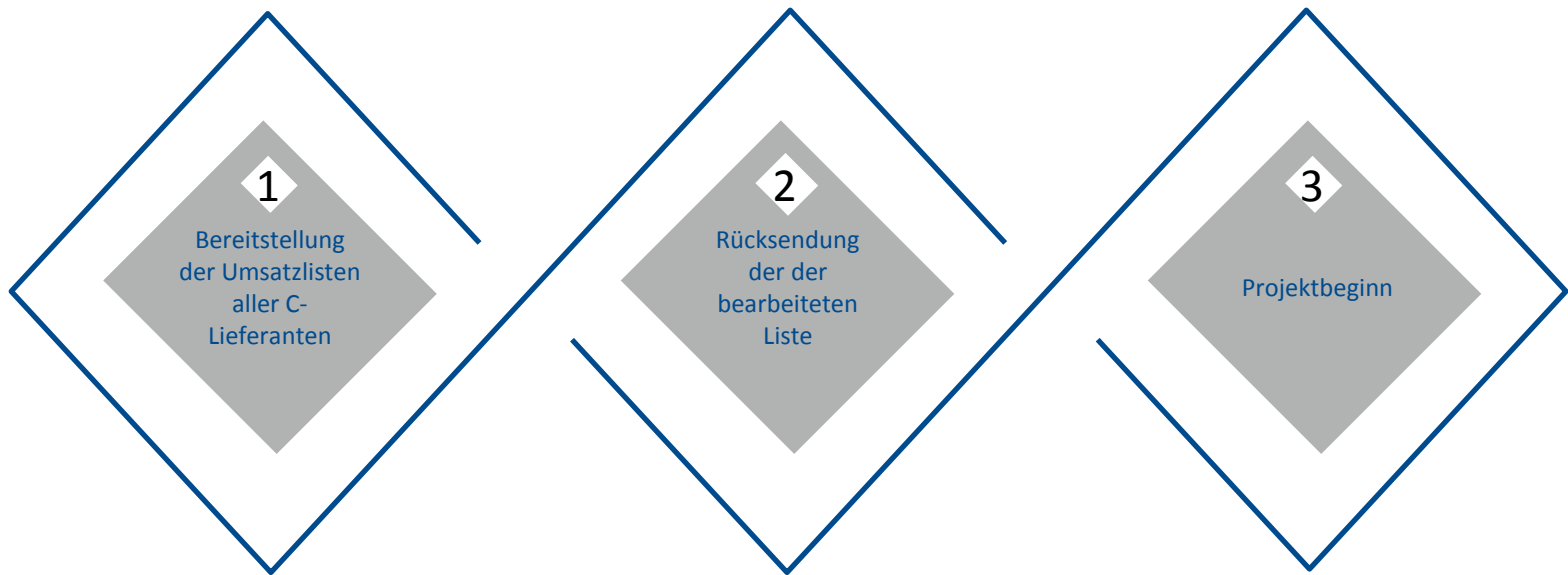 1
Bereitstellung
der Umsatzlisten
aller C-
Lieferanten
2
Rücksendung
der der
bearbeiteten
Liste
3
Projektbeginn